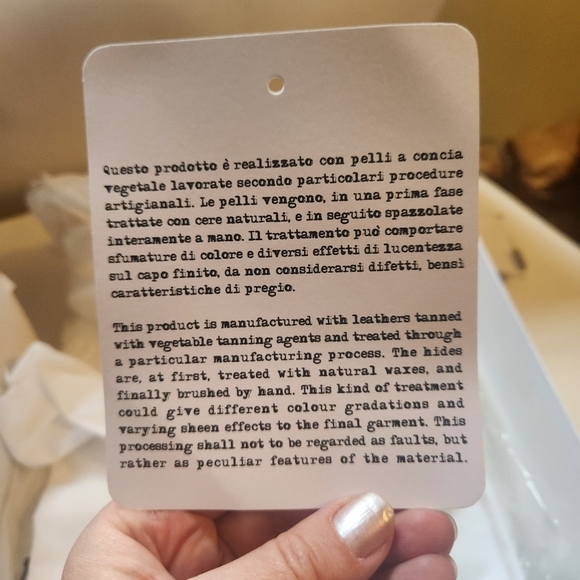 Questo prodotto è realizzato con pelli a concia
vegetale lavorate secondo particolari procedure
artigianali. Le pelli vengono, in una prima fase
trattate con cere naturali, e in seguito spazzolate
interamente a mano. Il trattamento può comportare
sfumature di colore e diversi effetti di lucentezza
sul capo finito, da non considerarsi difetti, bensì
caratteristiche di pregio.
This product is manufactured with leathers tanned
with vegetable tanning agents and treated through
a particular manufacturing process. The hides
are, at first, treated with natural waxes, and
finally brushed by hand. This kind of treatment
could give different colour gradations and
varying sheen effects to the final garment. This
processing shall not to be regarded as faults, but
rather as peculiar features of the material.